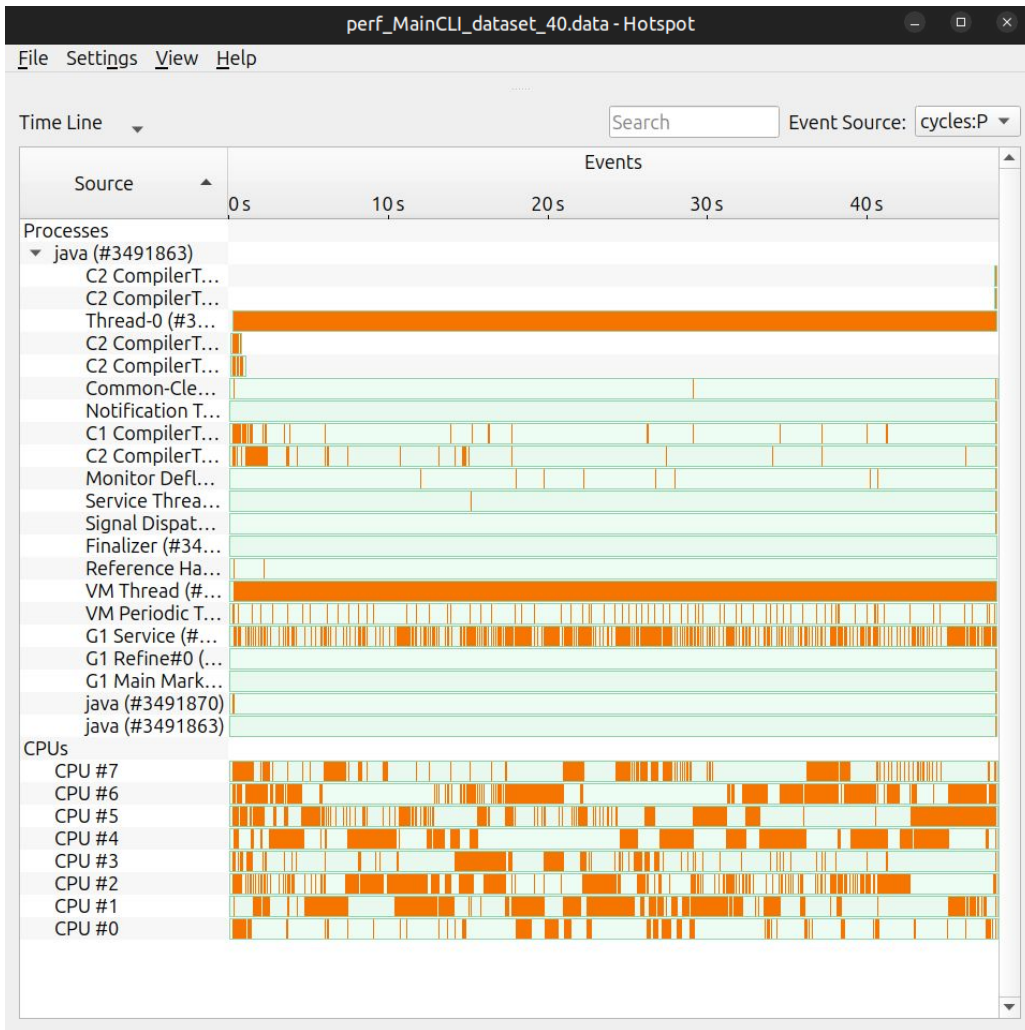 perf_MainCLI_dataset_40.data - Hotspot
File Settings View Help
Time Line Search Event Source: cycles:P
Source Events
0 s 10 s 20 s 30 s 40 s
Processes
java (#3491863)
C2 CompilerT...
C2 CompilerT...
Thread-0 (#3...
C2 CompilerT...
C2 CompilerT...
Common-Cle...
Notification T...
C1 CompilerT...
C2 CompilerT...
Monitor Defl...
Service Threa...
Signal Dispat...
Finalizer (#34...
Reference Ha...
VM Thread (#...
VM Periodic T...
G1 Service (#...
G1 Refine#0 (...
G1 Main Mark...
java (#3491870)
java (#3491863)
CPUs
CPU #7
CPU #6
CPU #5
CPU #4
CPU #3
CPU #2
CPU #1
CPU #0